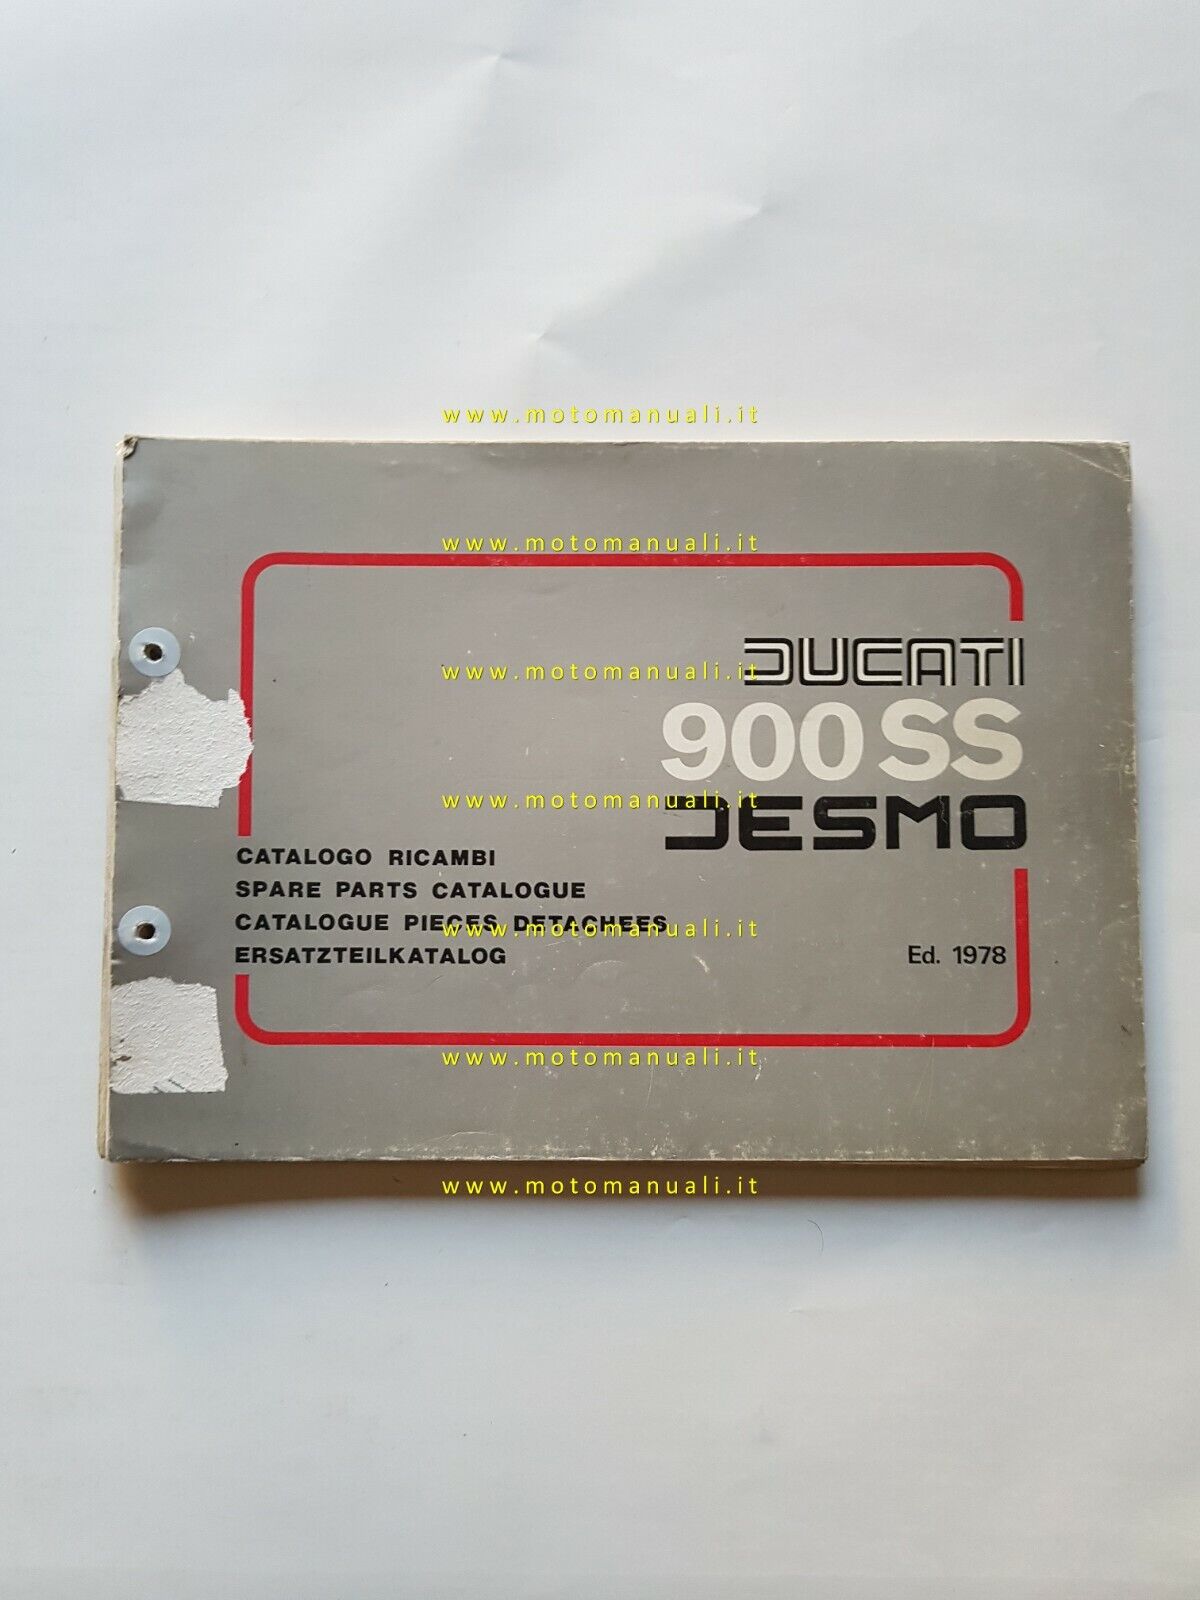 www.motomanuali.it
www.motomanuali.it
DUCATI
www.motomanuali.it
900SS
www.motomanuali.it
DESMO
CATALOGO RICAMBI
SPARE PARTS CATALOGUE
CATALOGUE PIECES DETACHEES
www.motomanuali.it
ERSATZTEILKATALOG
Ed. 1978
www.motomanuali.it
www.motomanuali.it